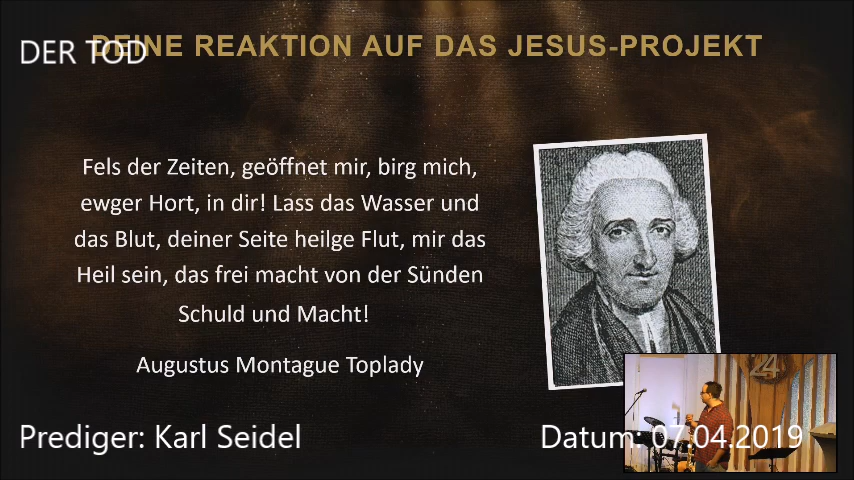 DEINE REAKTION AUF DAS JESUS-PROJEKT
DER TOD
Fels der Zeiten, geöffnet mir, birg mich,
ewger Hort, in dir! Lass das Wasser und
das Blut, deiner Seite heilge Flut, mir das
Heil sein, das frei macht von der Sünden
Schuld und Macht!
Augustus Montague Toplady
24
Prediger: Karl Seidel
Datum: 07.04.2019